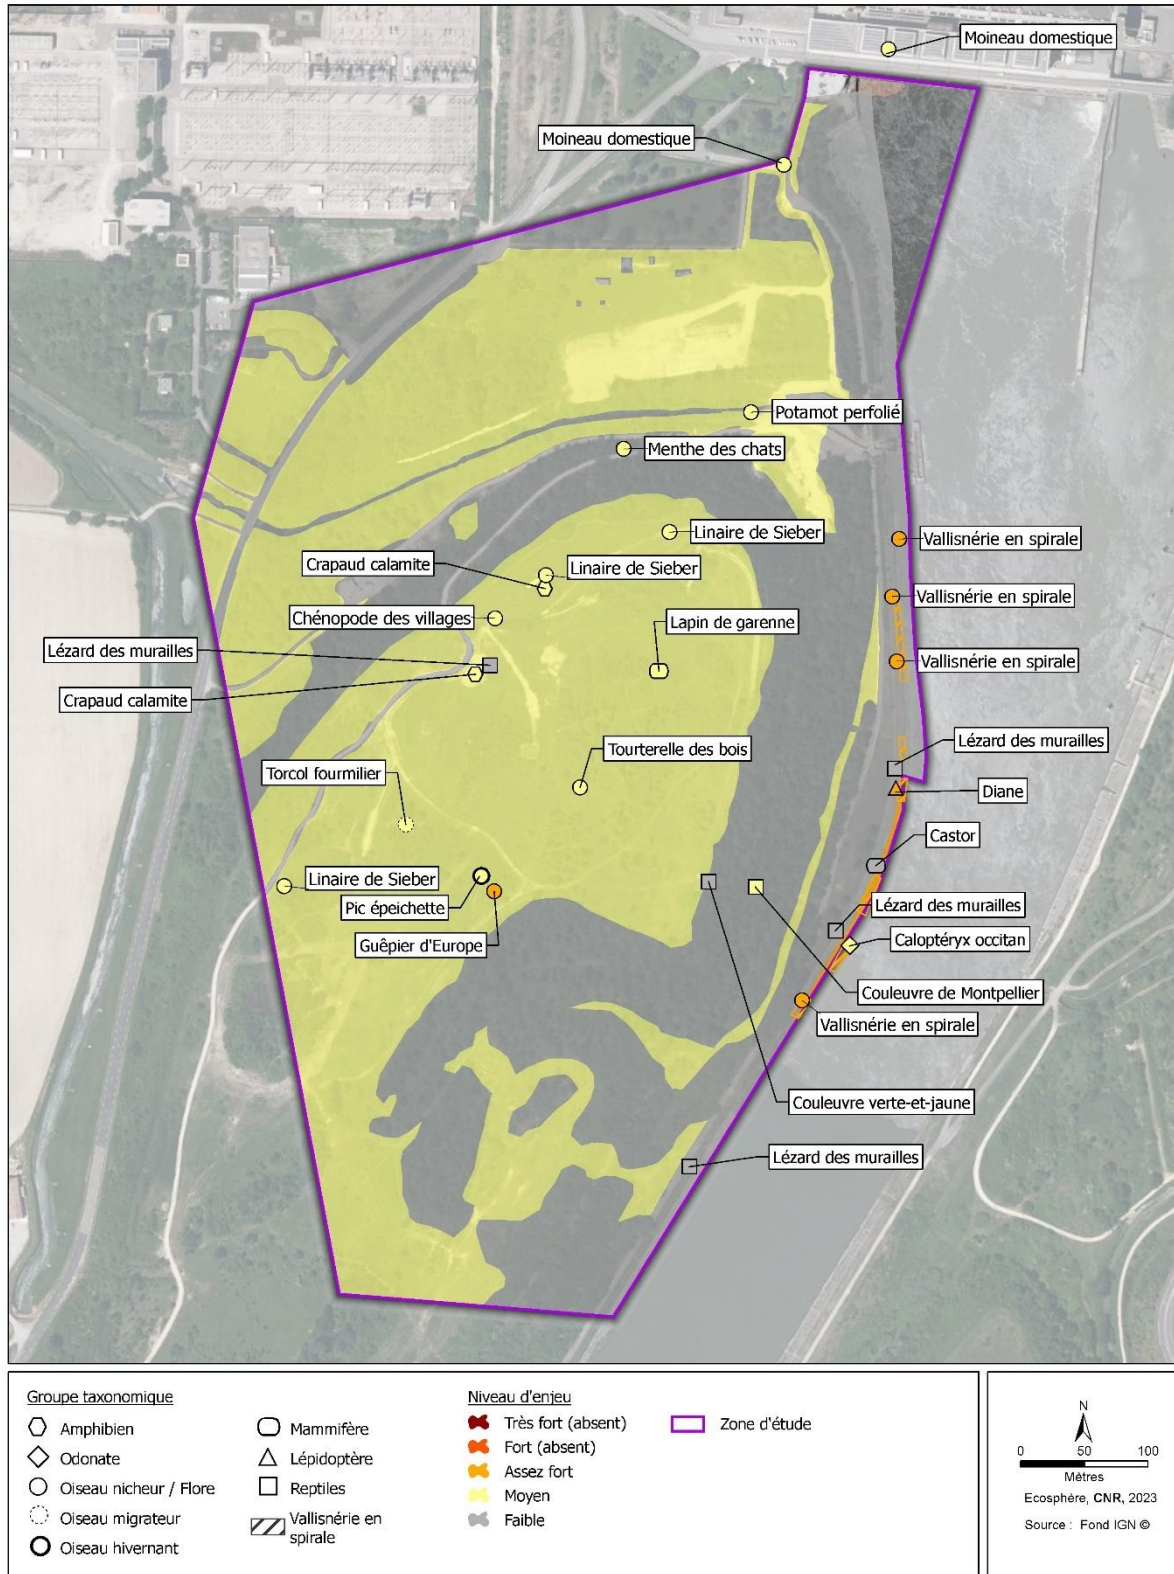 Moineau domestique
Moineau domestique
Potamot perfolié
Menthe des chats
Linaire de Sieber
Vallisnérie en spirale
Crapaud calamite
Linaire de Sieber
Vallisnérie en spirale
Chénopode des villages
Lapin de garenne
Lézard des murailles
Vallisnérie en spirale
Crapaud calamite
Lézard des murailles
Tourterelle des bois
Torcol fourmilier
Diane
Castor
Linaire de Sieber
Pic épeichette
Lézard des murailles
Guêpier d'Europe
Caloptéryx occitan
Couleuvre de Montpellier
Vallisnérie en spirale
Couleuvre verte-et-jaune
Lézard des murailles
Groupe taxonomique
Amphibien
Odonate
Oiseau nicheur / Flore
Oiseau migrateur
Oiseau hivernant
Mammifère
Lépidoptère
Reptiles
Vallisnérie en
spirale
Niveau d'enjeu
Très fort (absent)
Fort (absent)
Assez fort
Moyen
Faible
Zone d'étude
N
0 50 100
Mètres
Ecosphère, CNR, 2023
Source : Fond IGN ©